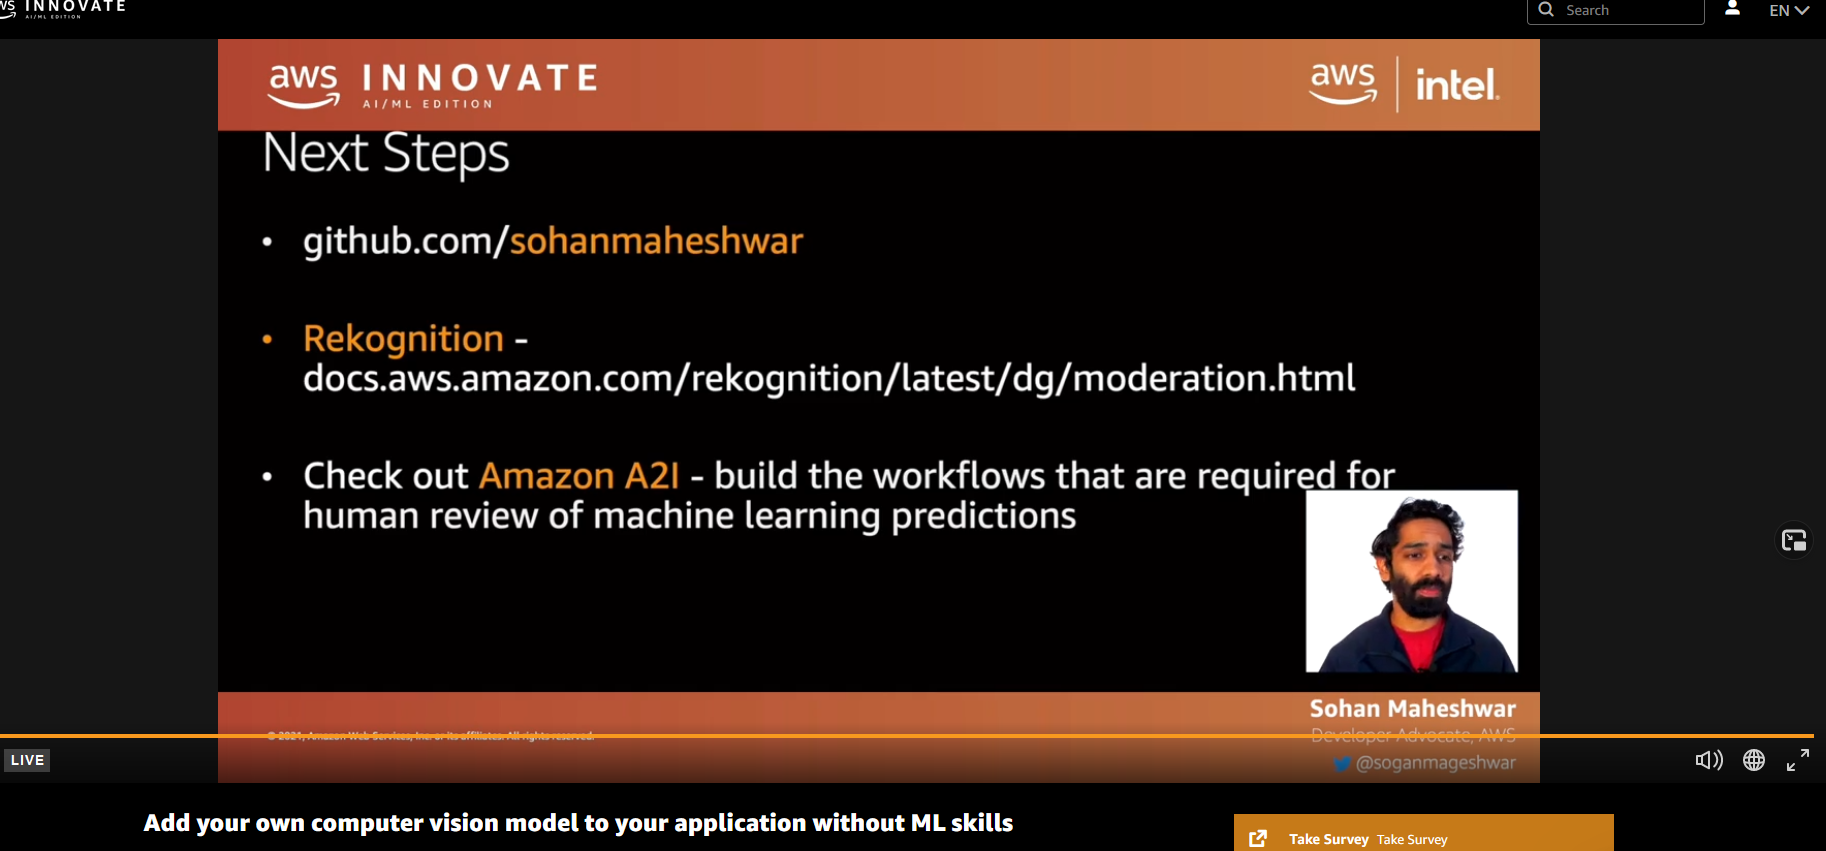 WS INNOVATE
AI/ML EDITION
Search
EN
aws INNOVATE
AI/ML EDITION
aws intel.
Next Steps
• github.com/sohanmaheshwar
• Rekognition -
docs.aws.amazon.com/rekognition/latest/dg/moderation.html
• Check out Amazon A2I - build the workflows that are required for
human review of machine learning predictions
Sohan Maheshwar
Developer Advocate, AWS
@soganmageshwar
© 2021, Amazon Web Services, Inc. or its affiliates. All rights reserved.
LIVE
Add your own computer vision model to your application without ML skills
Take Survey Take Survey